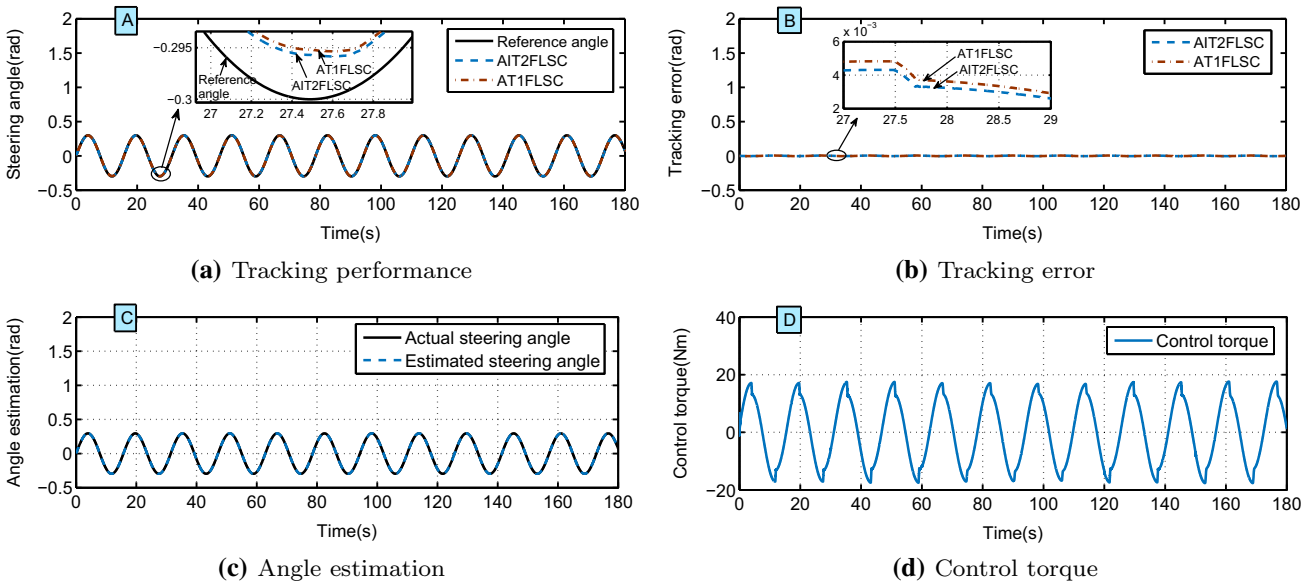 A
Steering angle(rad)
2
1.5
1
0.5
0
−0.5
−0.295
−0.3
Reference
angle
AIT2FLSC
AT1FLSC
27 27.2 27.4 27.6 27.8
Reference angle
AIT2FLSC
AT1FLSC
0 20 40 60 80 100 120 140 160 180
Time(s)
(a) Tracking performance
B
Tracking error(rad)
2
1.5
1
0.5
0
−0.5
x 10⁻³
6
4
2
AT1FLSC
AIT2FLSC
27 27.5 28 28.5 29
AIT2FLSC
AT1FLSC
0 20 40 60 80 100 120 140 160 180
Time(s)
(b) Tracking error
C
Angle estimation(rad)
2
1.5
1
0.5
0
−0.5
Actual steering angle
Estimated steering angle
0 20 40 60 80 100 120 140 160 180
Time(s)
(c) Angle estimation
D
Control torque(Nm)
40
20
0
−20
Control torque
0 20 40 60 80 100 120 140 160 180
Time(s)
(d) Control torque